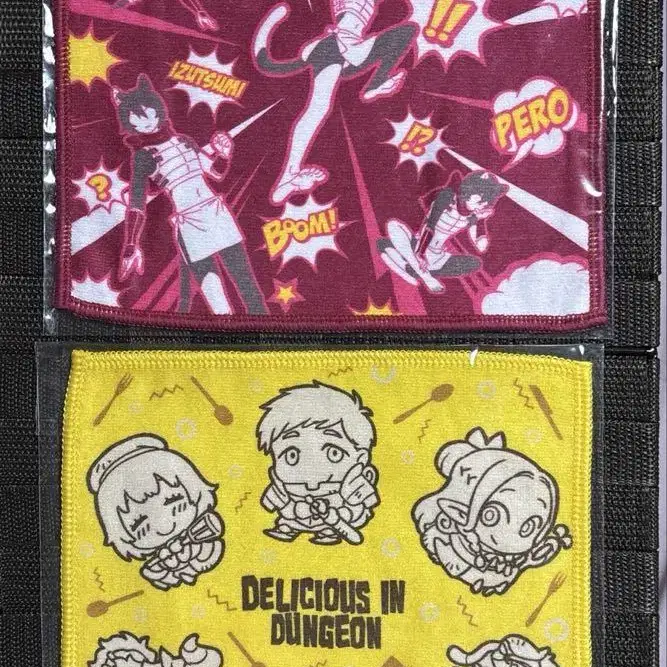 !!
IZUTSUMI
!?
PERO
?
BOOM!
DELICIOUS IN
DUNGEON